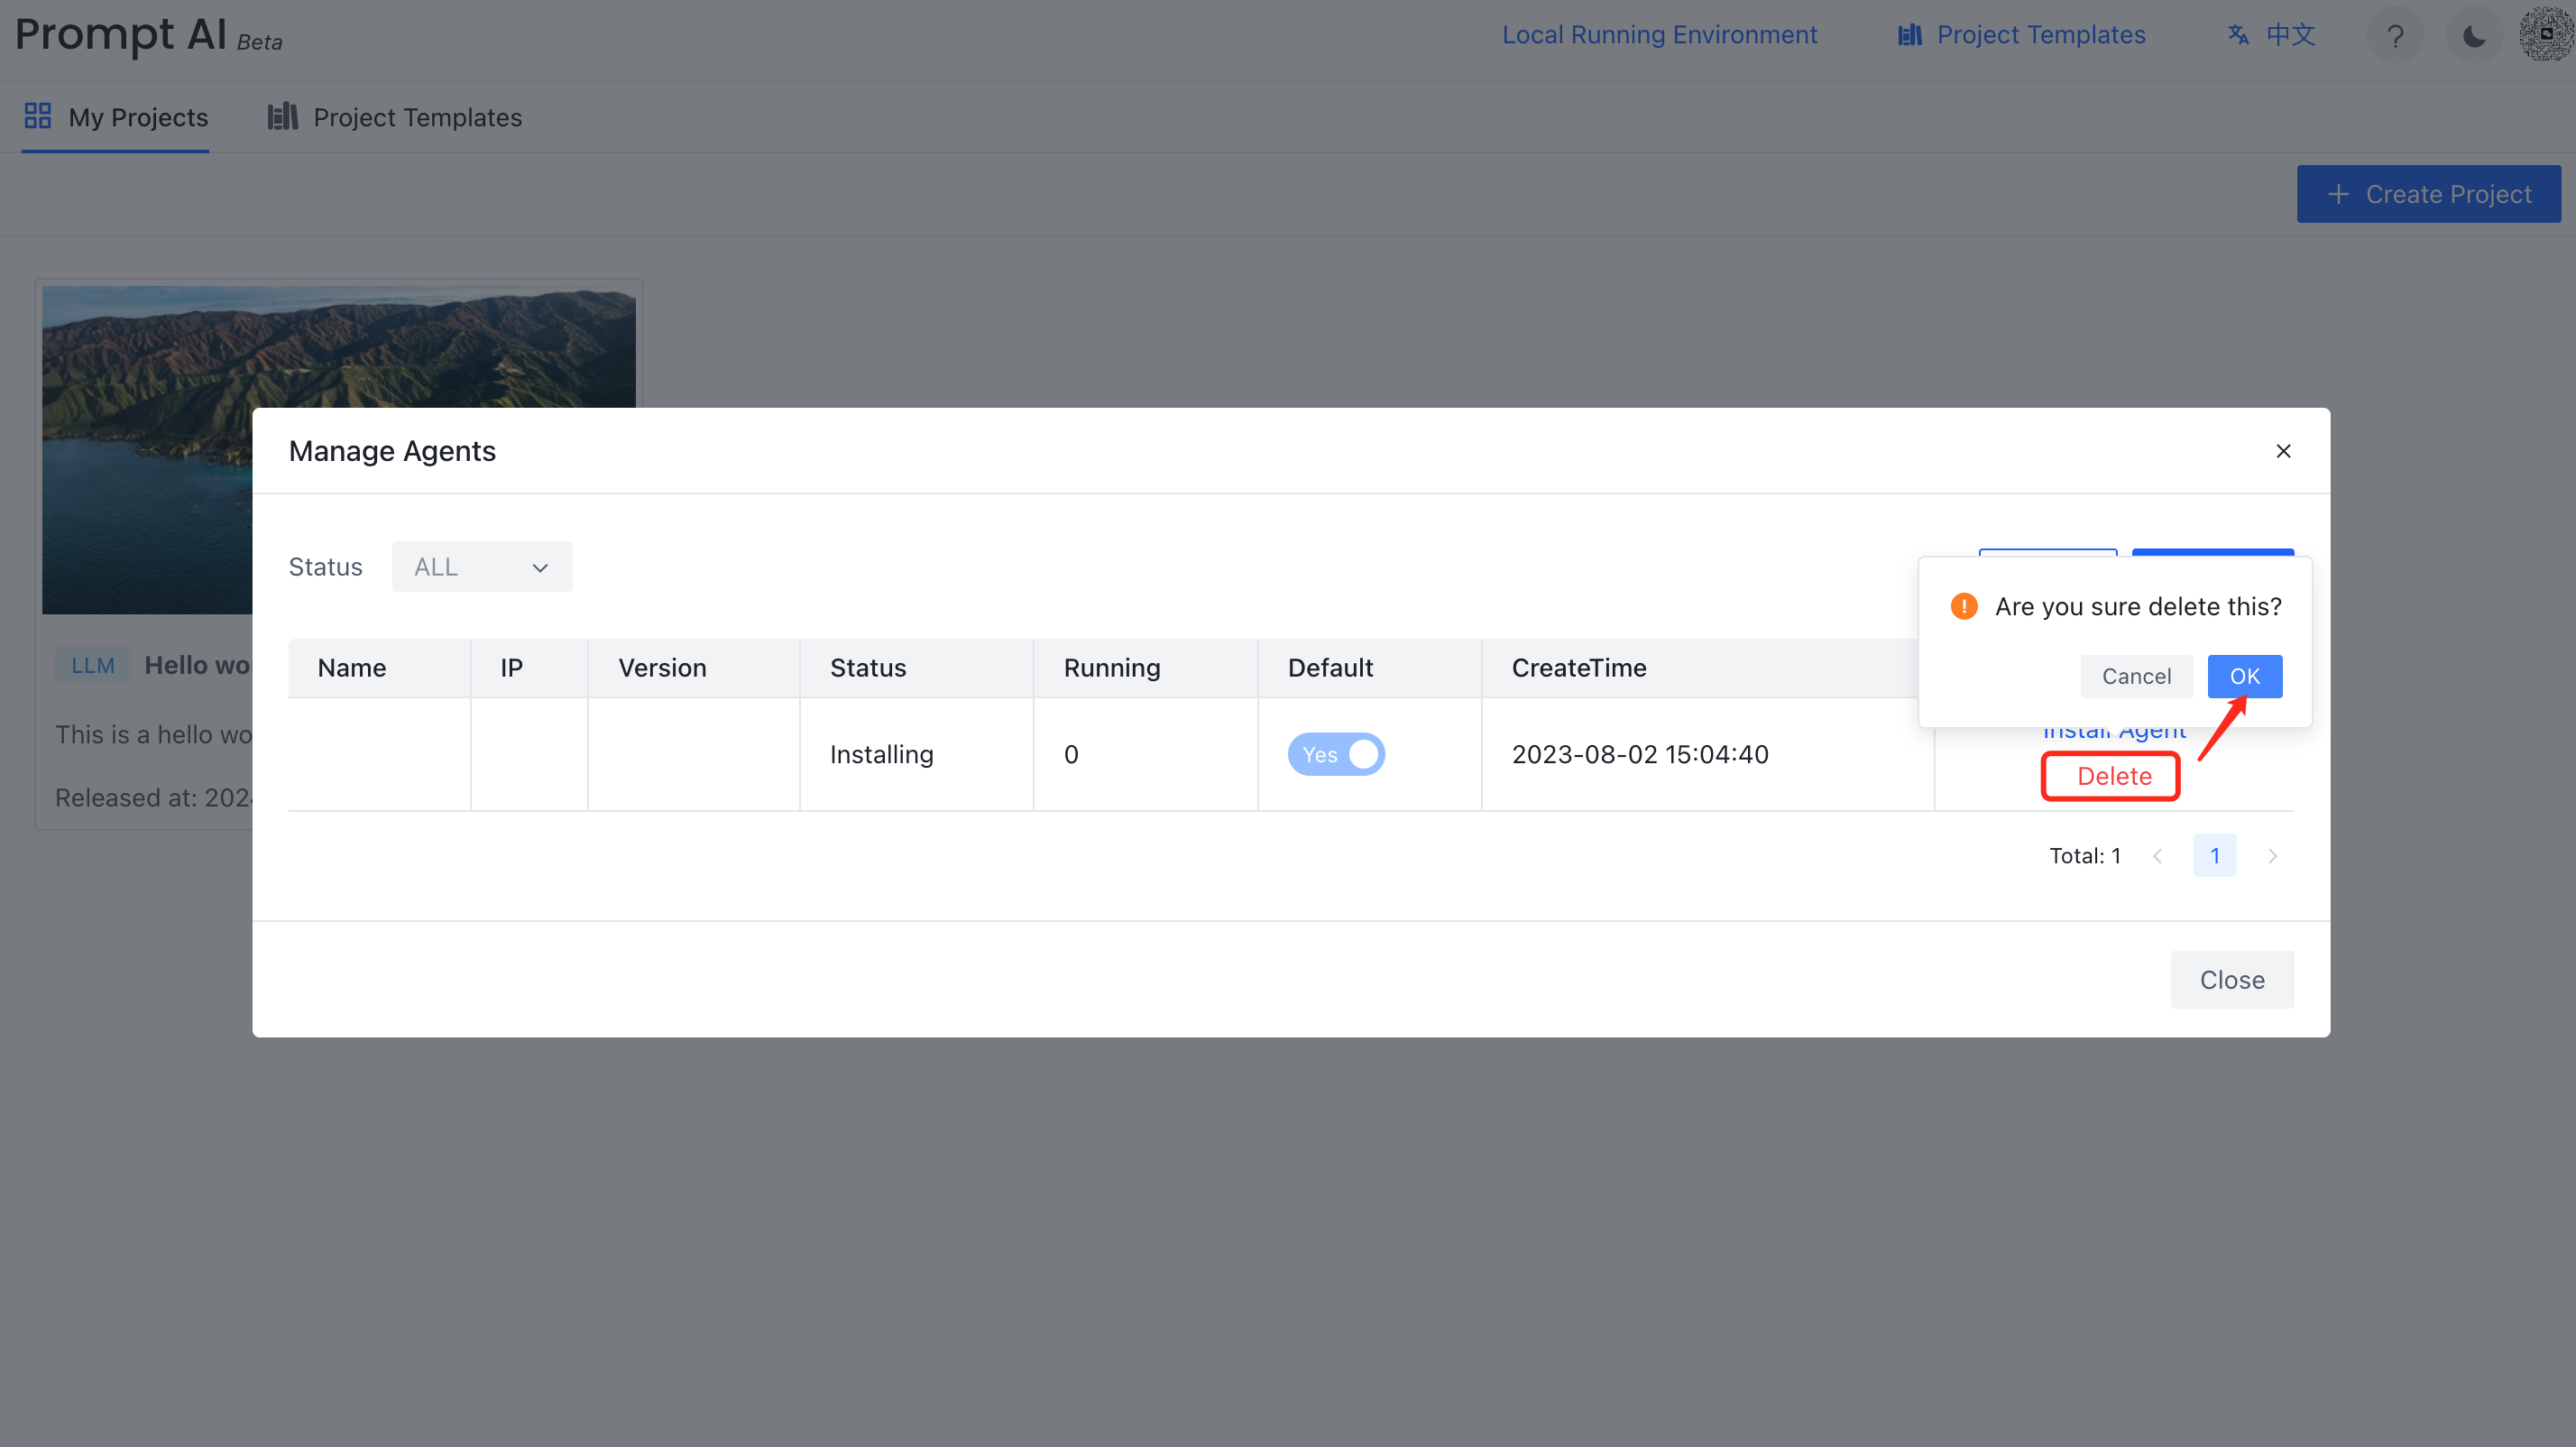 Prompt AI Beta
Local Running Environment
Project Templates
中文
?
My Projects
Project Templates
+ Create Project
LLM Hello wo
This is a hello wo
Released at: 202
Manage Agents
Status ALL
Are you sure delete this?
Cancel OK
Name IP Version Status Running Default CreateTime
Installing 0 Yes 2023-08-02 15:04:40
Install Agent
Delete
Total: 1 1
Close